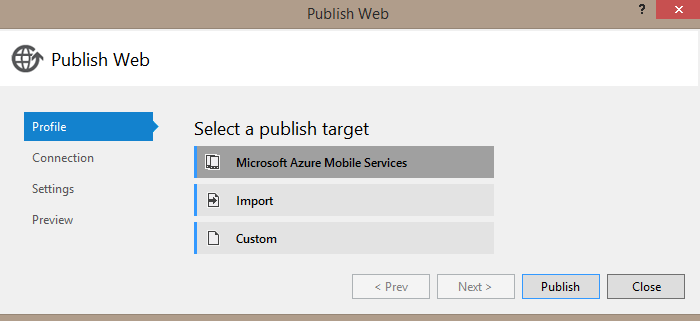 Publish Web
?
Publish Web
Profile
Connection
Settings
Preview
Select a publish target
Microsoft Azure Mobile Services
Import
Custom
< Prev
Next >
Publish
Close